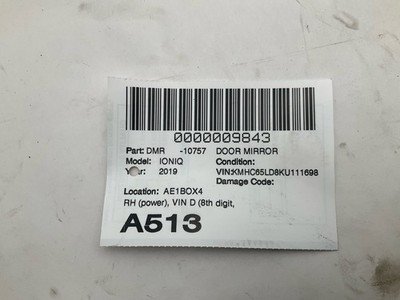 0000009843
Part: DMR -10757 DOOR MIRROR
Model: IONIQ Condition:
Year: 2019 VIN:KMHC65LD8KU111698
Damage Code:
Location: AE1BOX4
RH (power), VIN D (8th digit,
A513